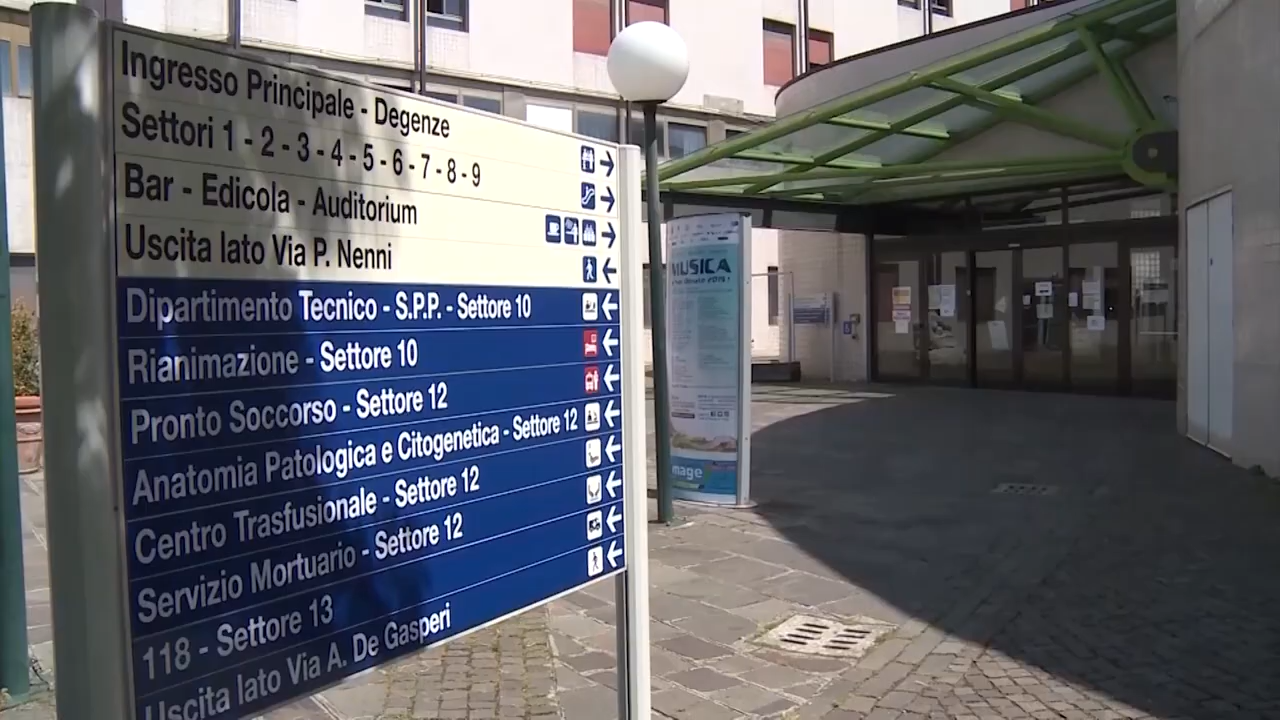 Ingresso Principale - Degenze
Settori 1 - 2 - 3 - 4 - 5 - 6 - 7 - 8 - 9
Bar - Edicola - Auditorium
Uscita lato Via P. Nenni
Dipartimento Tecnico - S.P.P. - Settore 10
Rianimazione - Settore 10
Pronto Soccorso - Settore 12
Anatomia Patologica e Citogenetica - Settore 12
Centro Trasfusionale - Settore 12
Servizio Mortuario - Settore 12
118 - Settore 13
Uscita lato Via A. De Gasperi
MUSICA